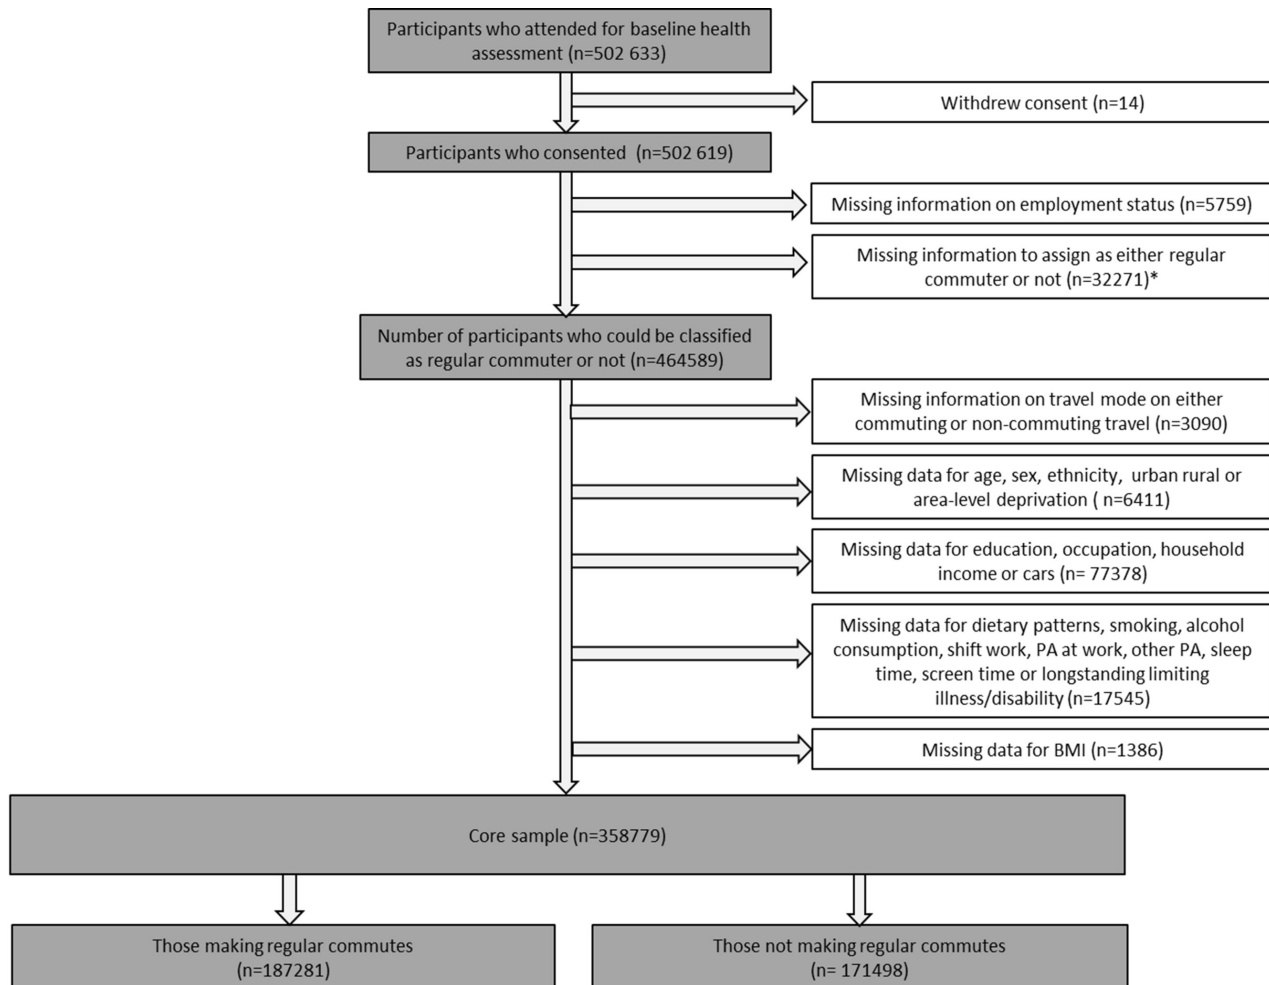 Participants who attended for baseline health
assessment (n=502 633)
Withdrew consent (n=14)
Participants who consented (n=502 619)
Missing information on employment status (n=5759)
Missing information to assign as either regular
commuter or not (n=32271)*
Number of participants who could be classified
as regular commuter or not (n=464589)
Missing information on travel mode on either
commuting or non-commuting travel (n=3090)
Missing data for age, sex, ethnicity, urban rural or
area-level deprivation ( n=6411)
Missing data for education, occupation, household
income or cars (n= 77378)
Missing data for dietary patterns, smoking, alcohol
consumption, shift work, PA at work, other PA, sleep
time, screen time or longstanding limiting
illness/disability (n=17545)
Missing data for BMI (n=1386)
Core sample (n=358779)
Those making regular commutes
(n=187281)
Those not making regular commutes
(n= 171498)